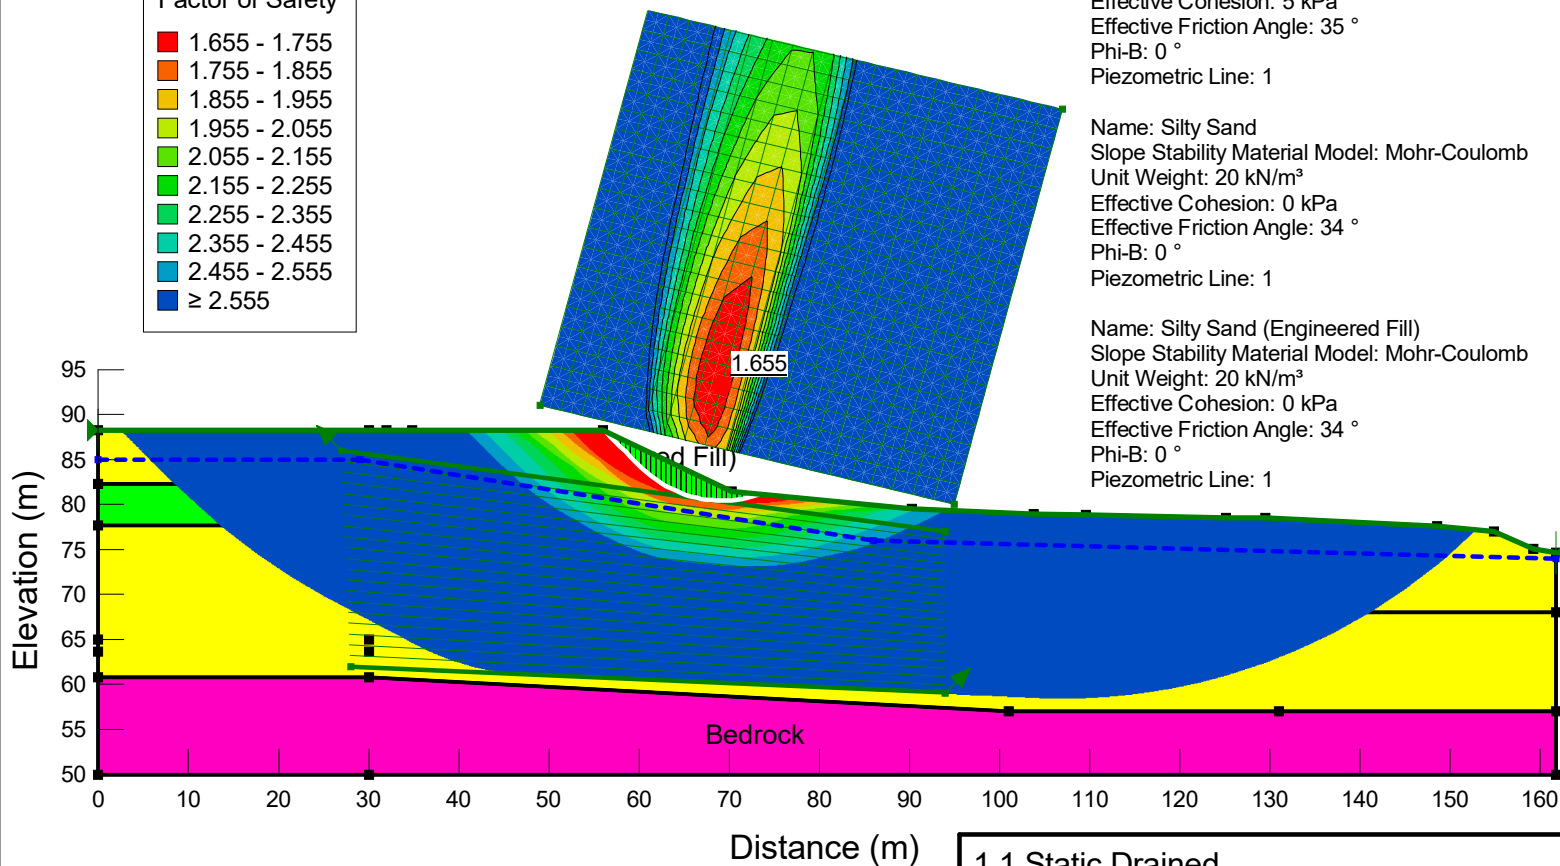 Factor of Safety
1.655 - 1.755
1.755 - 1.855
1.855 - 1.955
1.955 - 2.055
2.055 - 2.155
2.155 - 2.255
2.255 - 2.355
2.355 - 2.455
2.455 - 2.555
≥ 2.555
Effective Cohesion: 5 kPa
Effective Friction Angle: 35 °
Phi-B: 0 °
Piezometric Line: 1
Name: Silty Sand
Slope Stability Material Model: Mohr-Coulomb
Unit Weight: 20 kN/m³
Effective Cohesion: 0 kPa
Effective Friction Angle: 34 °
Phi-B: 0 °
Piezometric Line: 1
Name: Silty Sand (Engineered Fill)
Slope Stability Material Model: Mohr-Coulomb
Unit Weight: 20 kN/m³
Effective Cohesion: 0 kPa
Effective Friction Angle: 34 °
Phi-B: 0 °
Piezometric Line: 1
1.655
ed Fill)
Elevation (m)
95
90
85
80
75
70
65
60
55
50
Bedrock
0 10 20 30 40 50 60 70 80 90 100 110 120 130 140 150 160
Distance (m)
1.1 Static Drained